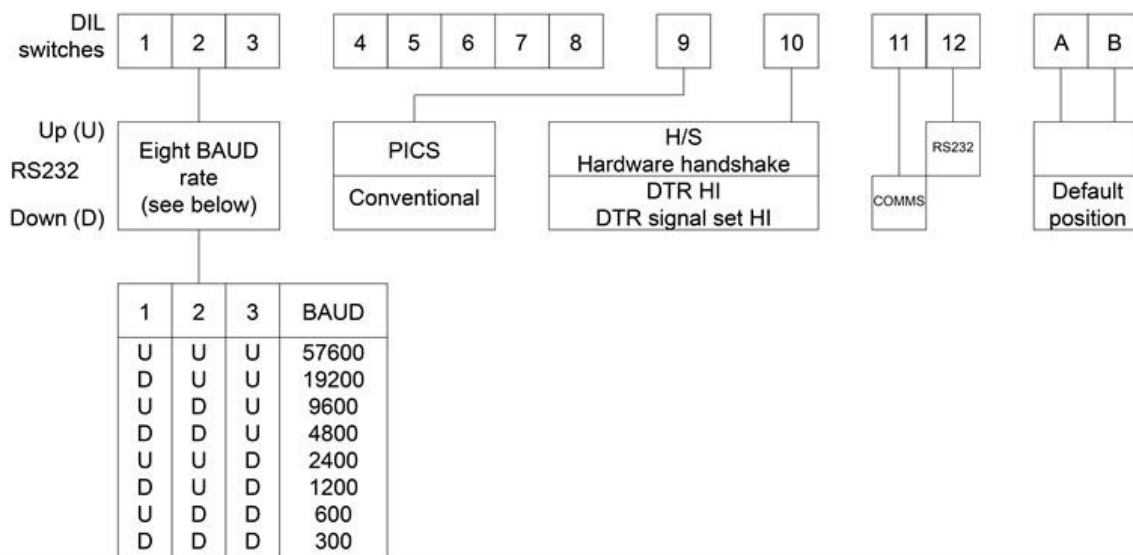 DIL
switches
1 2 3 4 5 6 7 8 9 10 11 12 A B
Up (U)
RS232
Down (D)
Eight BAUD
rate
(see below)
PICS
Conventional
H/S
Hardware handshake
DTR HI
DTR signal set HI
RS232
COMMS
Default
position
1 2 3 BAUD
U U U 57600
D U U 19200
U D U 9600
D D U 4800
U U D 2400
D U D 1200
U D D 600
D D D 300